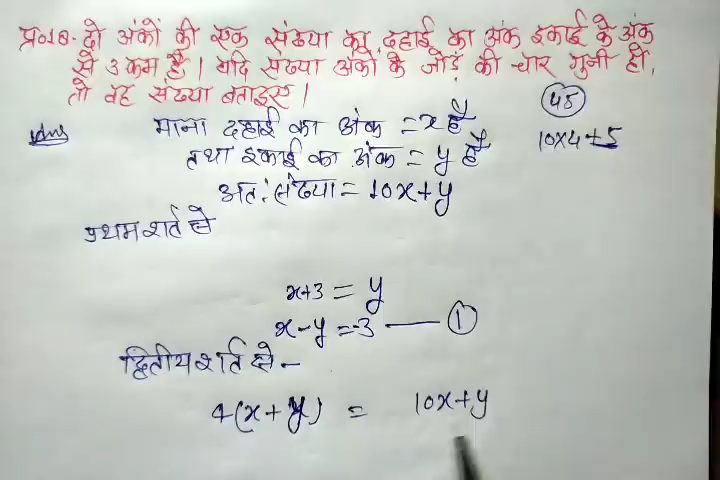 प्र०18- दो अंकों की एक संख्या का दहाई का अंक इकाई के अंक
से 3 कम है। यदि संख्या अंकों के जोड़ की चार गुनी हो,
तो वह संख्या बताइए।
45
Ans माना दहाई का अंक = x है
10x4+5
तथा इकाई का अंक = y है
अतः संख्या = 10x+y
प्रथम शर्त से
x+3 = y
x-y = -3 — 1
द्वितीय शर्त से -
4(x+y) = 10x+y